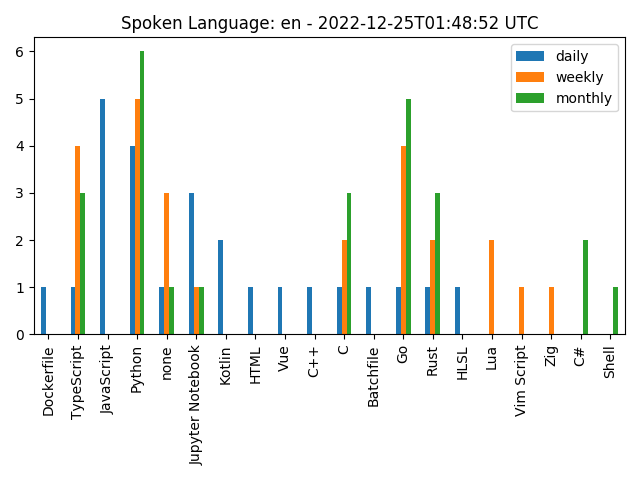 Spoken Language: en - 2022-12-25T01:48:52 UTC
daily
weekly
monthly
6
5
4
3
2
1
0
Dockerfile
TypeScript
JavaScript
Python
none
Jupyter Notebook
Kotlin
HTML
Vue
C++
C
Batchfile
Go
Rust
HLSL
Lua
Vim Script
Zig
C#
Shell